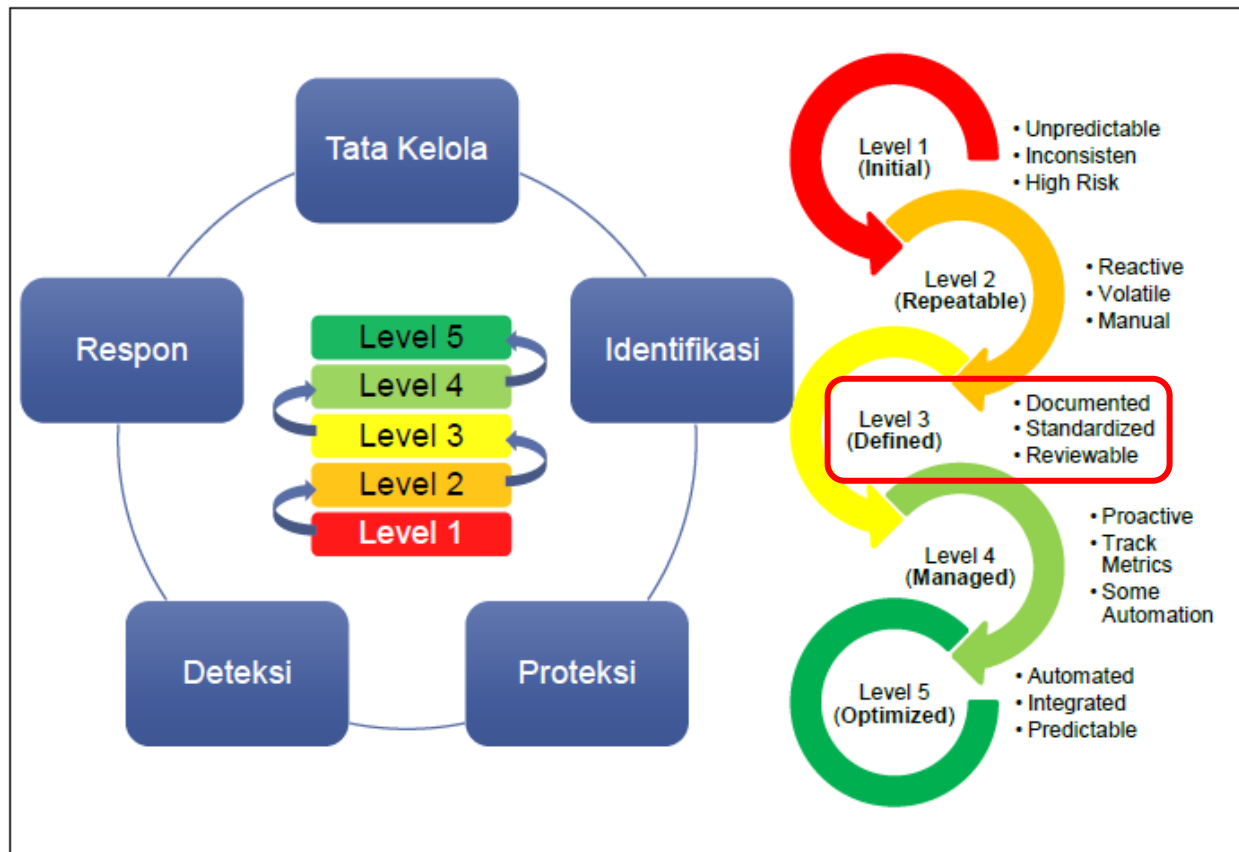 Tata Kelola
Respon
Identifikasi
Deteksi
Proteksi
Level 5
Level 4
Level 3
Level 2
Level 1
Level 1
(Initial)
• Unpredictable
• Inconsisten
• High Risk
Level 2
(Repeatable)
• Reactive
• Volatile
• Manual
Level 3
(Defined)
• Documented
• Standardized
• Reviewable
Level 4
(Managed)
• Proactive
• Track
Metrics
• Some
Automation
Level 5
(Optimized)
• Automated
• Integrated
• Predictable